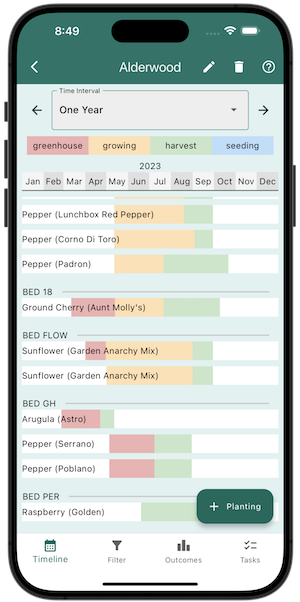 8:49
Alderwood
Time Interval
One Year
greenhouse growing harvest seeding
2023
Jan Feb Mar Apr May Jun Jul Aug Sep Oct Nov Dec
Pepper (Lunchbox Red Pepper)
Pepper (Corno Di Toro)
Pepper (Padron)
BED 18
Ground Cherry (Aunt Molly's)
BED FLOW
Sunflower (Garden Anarchy Mix)
Sunflower (Garden Anarchy Mix)
BED GH
Arugula (Astro)
Pepper (Serrano)
Pepper (Poblano)
BED PER
Raspberry (Golden)
+ Planting
Timeline Filter Outcomes Tasks